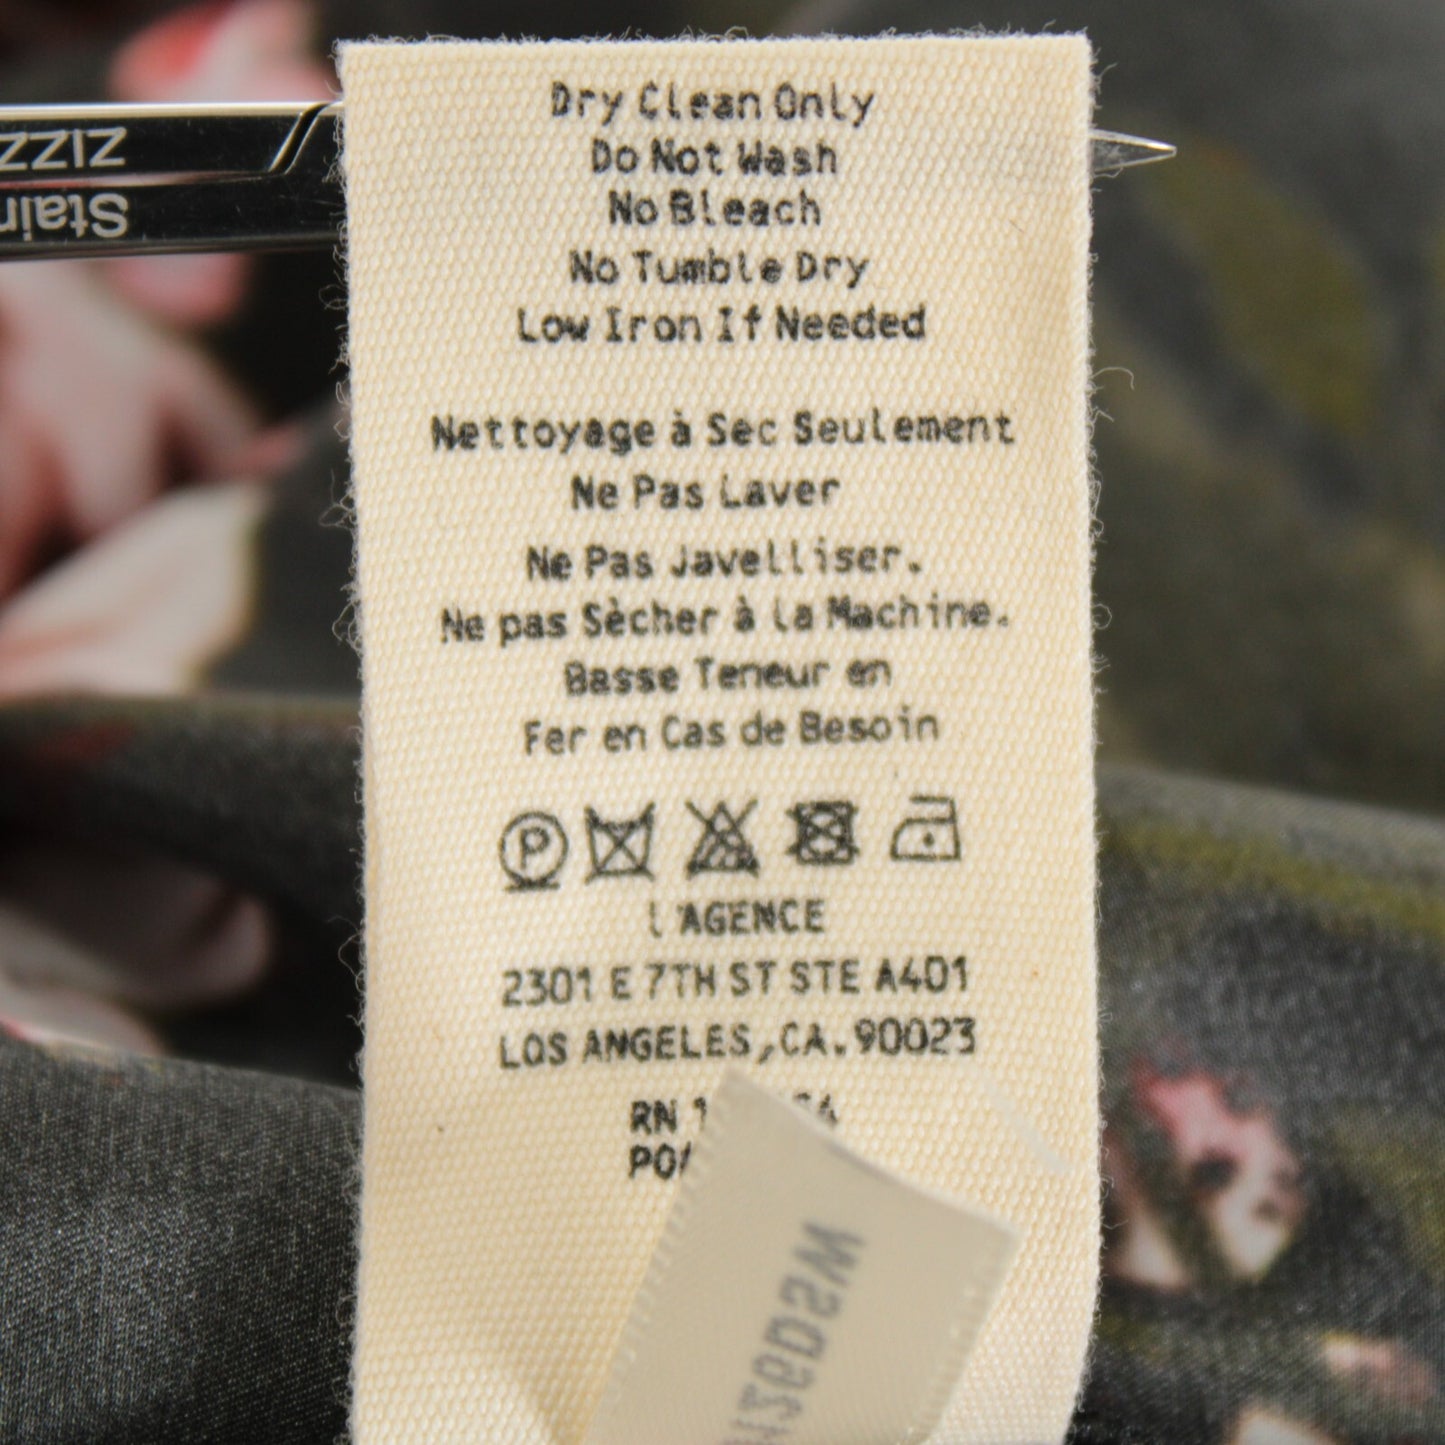 ZIZZ
Stain
Dry Clean Only
Do Not Wash
No Bleach
No Tumble Dry
Low Iron If Needed
Nettoyage à Sec Seulement
Ne Pas Laver
Ne Pas Javelliser.
Ne pas Sècher à la Machine.
Basse Teneur en
Fer en Cas de Besoin
P
L'AGENCE
2301 E 7TH ST STE A401
LOS ANGELES,CA.90023
RN